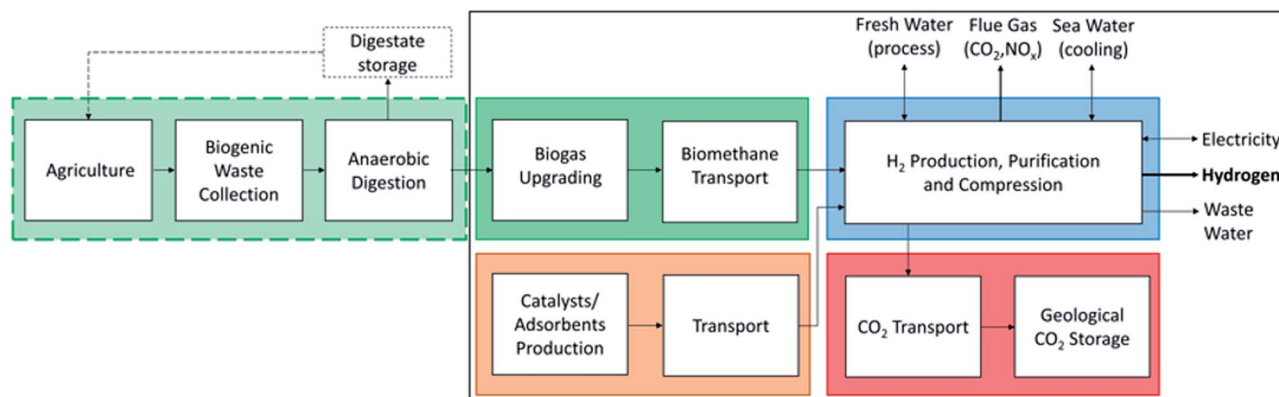 Digestate
storage
Agriculture
Biogenic
Waste
Collection
Anaerobic
Digestion
Biogas
Upgrading
Biomethane
Transport
Fresh Water
(process)
Flue Gas
(CO₂,NOₓ)
Sea Water
(cooling)
H₂ Production, Purification
and Compression
Electricity
Hydrogen
Waste
Water
Catalysts/
Adsorbents
Production
Transport
CO₂ Transport
Geological
CO₂ Storage